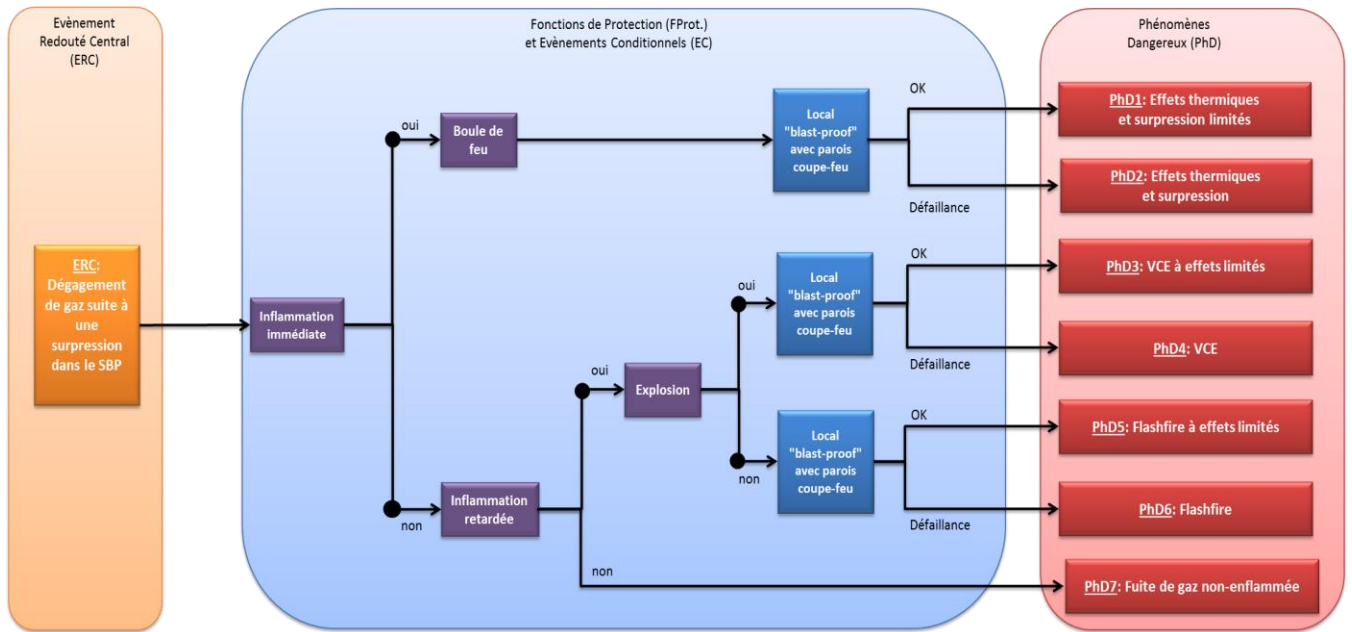 Evènement
Redouté Central
(ERC)
Fonctions de Protection (FProt.)
et Evènements Conditionnels (EC)
Phénomènes
Dangereux (PhD)
ERC:
Dégagement
de gaz suite à
une
surpression
dans le SBP
Inflammation
immédiate
oui
Boule de
feu
Local
"blast-proof"
avec parois
coupe-feu
OK
PhD1: Effets thermiques
et surpression limités
Défaillance
PhD2: Effets thermiques
et surpression
non
Inflammation
retardée
oui
Explosion
oui
Local
"blast-proof"
avec parois
coupe-feu
OK
PhD3: VCE à effets limités
Défaillance
PhD4: VCE
non
Local
"blast-proof"
avec parois
coupe-feu
OK
PhD5: Flashfire à effets limités
Défaillance
PhD6: Flashfire
non
PhD7: Fuite de gaz non-enflammée